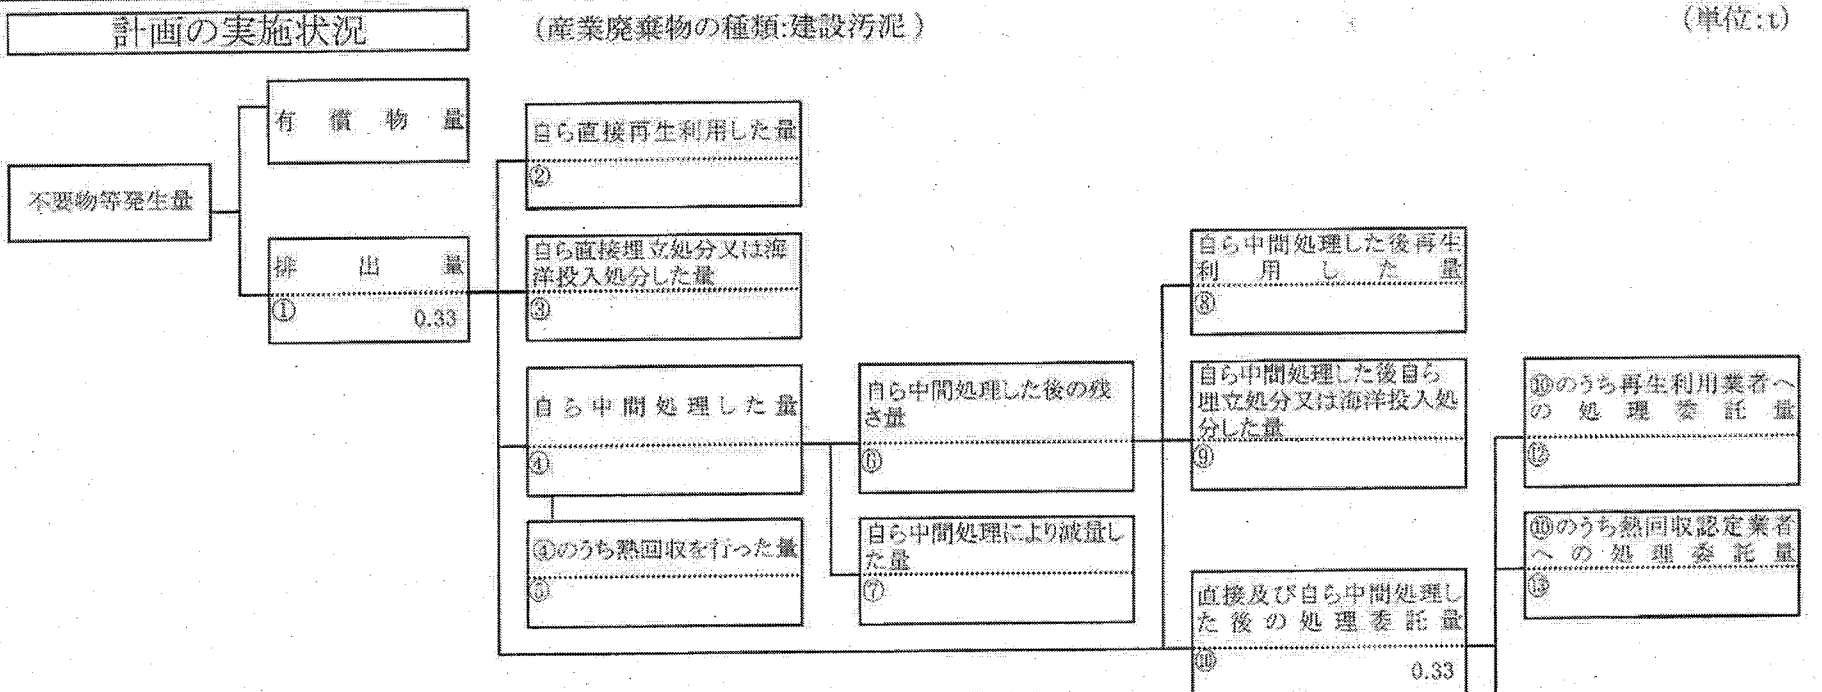 計画の実施状況
(産業廃棄物の種類:建設汚泥)
(単位:t)
有償物量
不要物等発生量
排出量
①
0.33
自ら直接再生利用した量
②
自ら直接埋立処分又は海
洋投入処分した量
③
自ら中間処理した量
④
④のうち熱回収を行った量
⑤
自ら中間処理した後の残
さ量
⑥
自ら中間処理により減量し
た量
⑦
自ら中間処理した後再生
利用した量
⑧
自ら中間処理した後自ら
埋立処分又は海洋投入処
分した量
⑨
直接及び自ら中間処理し
た後の処理委託量
⑩
0.33
⑩のうち再生利用業者へ
の処理委託量
⑫
⑩のうち熱回収認定業者
への処理委託量
⑬